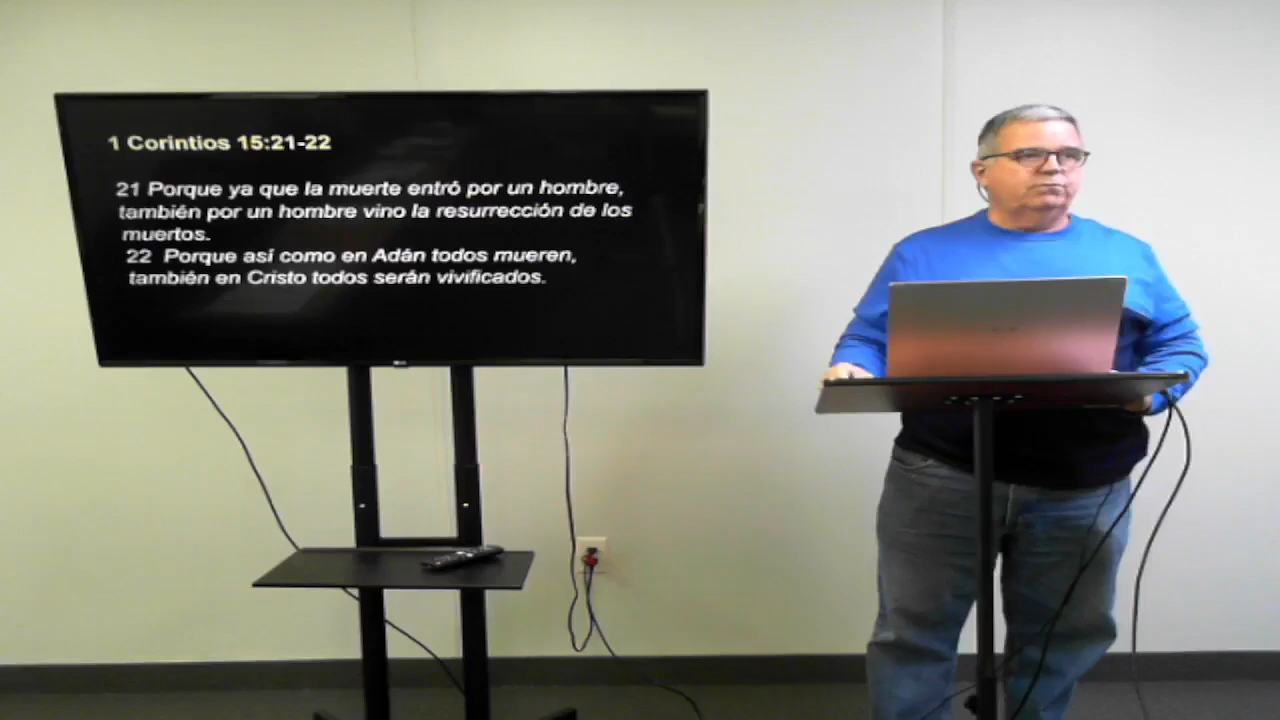 1 Corintios 15:21-22
21 Porque ya que la muerte entró por un hombre,
también por un hombre vino la resurrección de los
muertos.
22 Porque así como en Adán todos mueren,
también en Cristo todos serán vivificados.